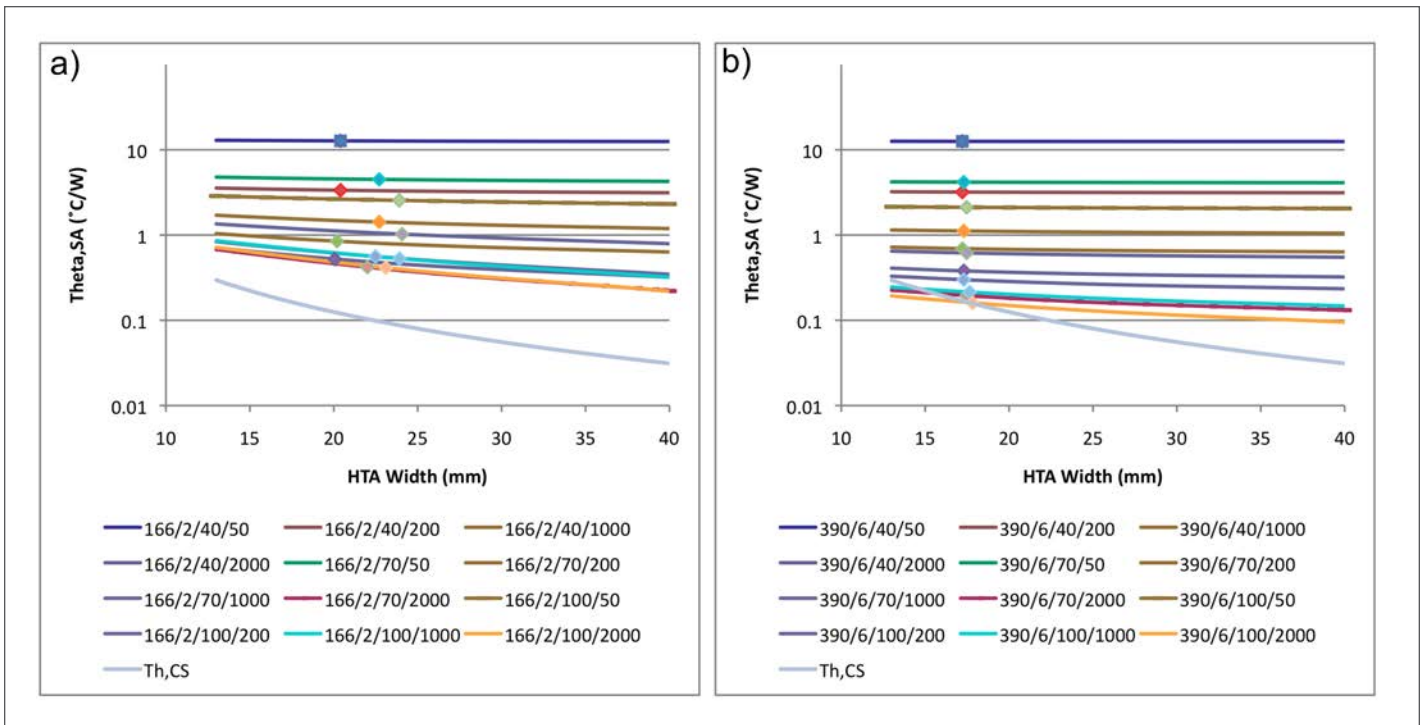 a)
Theta,SA (˚C/W)
10
1
0.1
0.01
10 15 20 25 30 35 40
HTA Width (mm)
166/2/40/50 166/2/40/200 166/2/40/1000
166/2/40/2000 166/2/70/50 166/2/70/200
166/2/70/1000 166/2/70/2000 166/2/100/50
166/2/100/200 166/2/100/1000 166/2/100/2000
Th,CS
b)
Theta,SA (˚C/W)
10
1
0.1
0.01
10 15 20 25 30 35 40
HTA Width (mm)
390/6/40/50 390/6/40/200 390/6/40/1000
390/6/40/2000 390/6/70/50 390/6/70/200
390/6/70/1000 390/6/70/2000 390/6/100/50
390/6/100/200 390/6/100/1000 390/6/100/2000
Th,CS